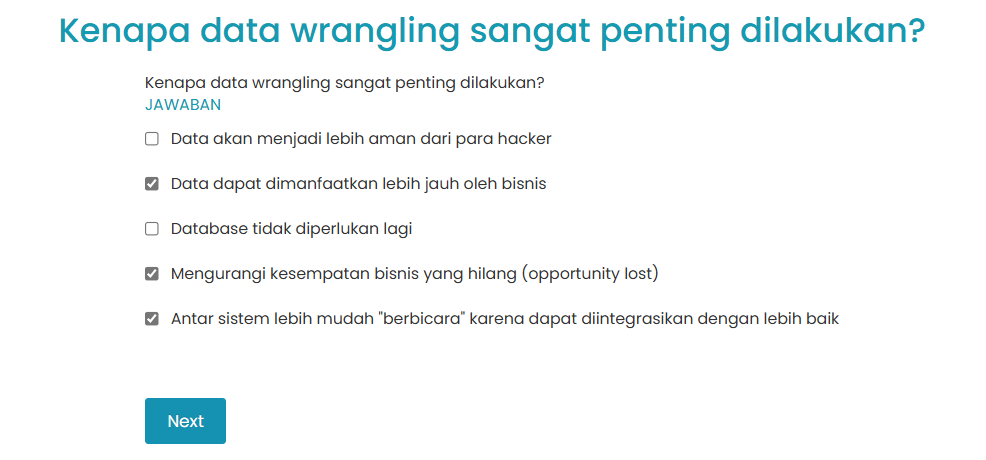 Kenapa data wrangling sangat penting dilakukan?
Kenapa data wrangling sangat penting dilakukan?
JAWABAN
Data akan menjadi lebih aman dari para hacker
Data dapat dimanfaatkan lebih jauh oleh bisnis
Database tidak diperlukan lagi
Mengurangi kesempatan bisnis yang hilang (opportunity lost)
Antar sistem lebih mudah "berbicara" karena dapat diintegrasikan dengan lebih baik
Next